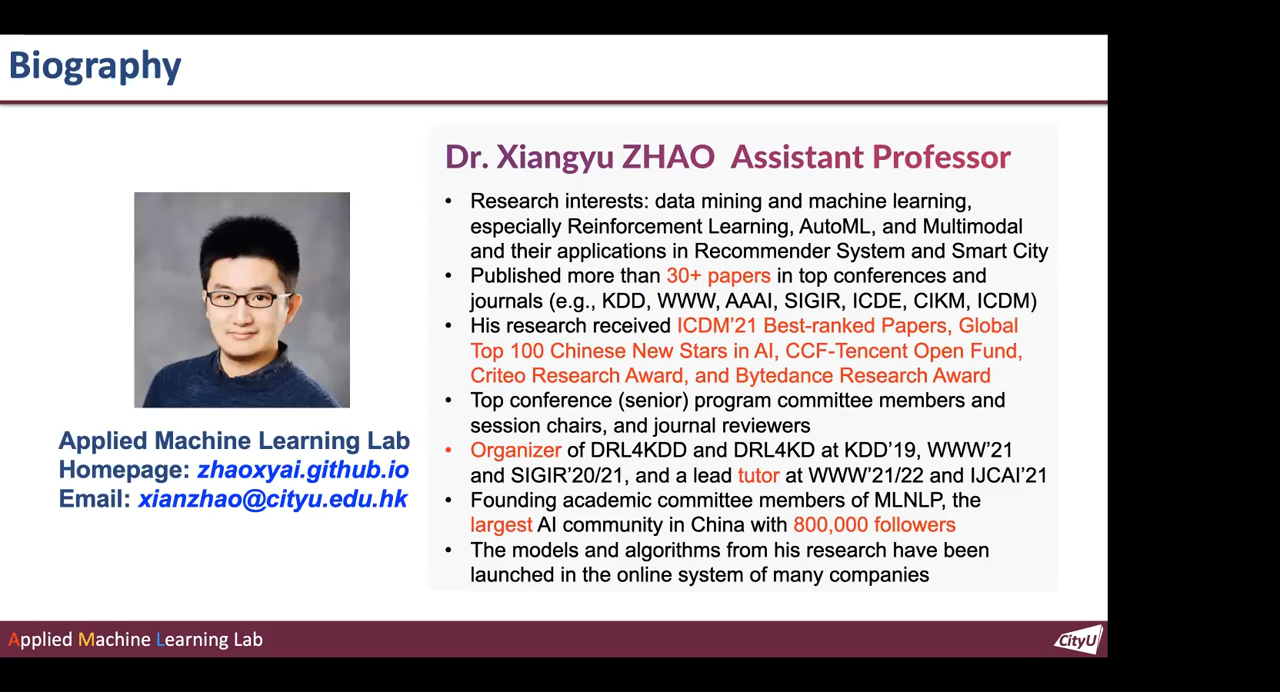 Biography
Dr. Xiangyu ZHAO Assistant Professor
• Research interests: data mining and machine learning,
especially Reinforcement Learning, AutoML, and Multimodal
and their applications in Recommender System and Smart City
• Published more than 30+ papers in top conferences and
journals (e.g., KDD, WWW, AAAI, SIGIR, ICDE, CIKM, ICDM)
• His research received ICDM'21 Best-ranked Papers, Global
Top 100 Chinese New Stars in AI, CCF-Tencent Open Fund,
Criteo Research Award, and Bytedance Research Award
• Top conference (senior) program committee members and
session chairs, and journal reviewers
• Organizer of DRL4KDD and DRL4KD at KDD'19, WWW'21
and SIGIR'20/21, and a lead tutor at WWW'21/22 and IJCAI'21
• Founding academic committee members of MLNLP, the
largest AI community in China with 800,000 followers
• The models and algorithms from his research have been
launched in the online system of many companies
Applied Machine Learning Lab
Homepage: zhaoxyai.github.io
Email: xianzhao@cityu.edu.hk
Applied Machine Learning Lab
CityU